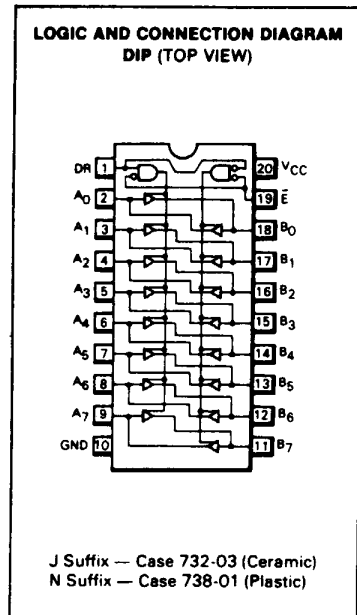 LOGIC AND CONNECTION DIAGRAM
DIP (TOP VIEW)
DR 1 20 VCC
A0 2 19 Ē
A1 3 18 B0
A2 4 17 B1
A3 5 16 B2
A4 6 15 B3
A5 7 14 B4
A6 8 13 B5
A7 9 12 B6
GND 10 11 B7
J Suffix — Case 732-03 (Ceramic)
N Suffix — Case 738-01 (Plastic)